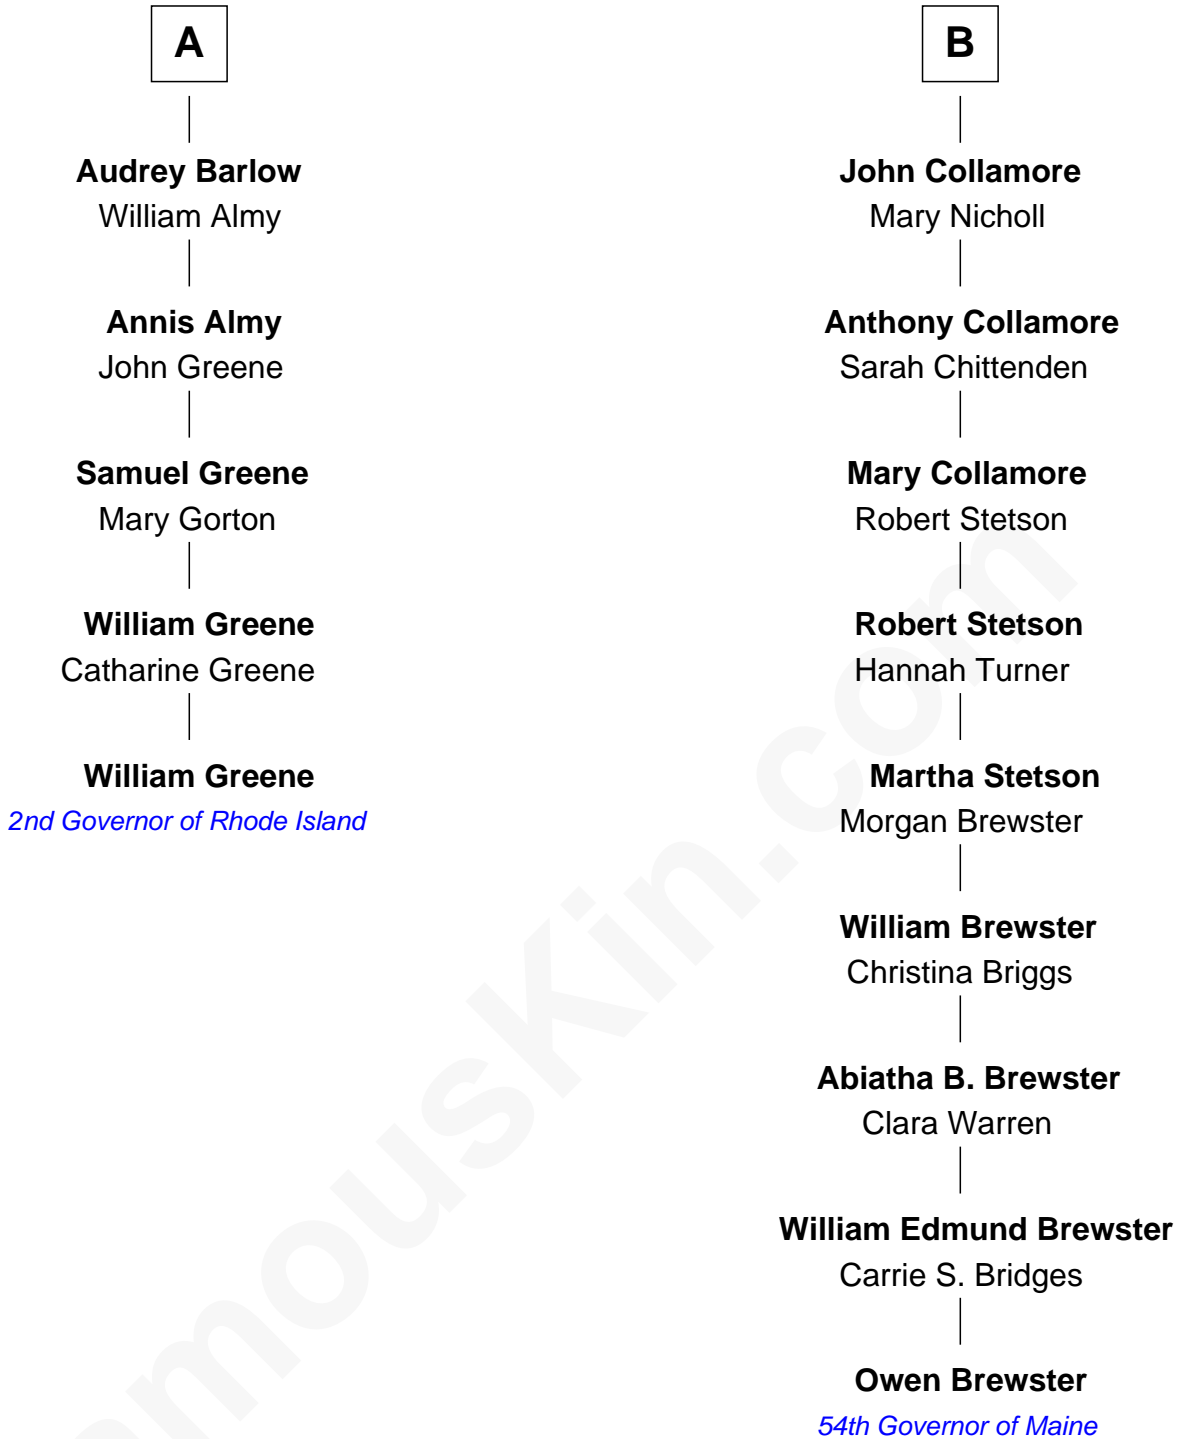 A
Audrey Barlow
William Almy
Annis Almy
John Greene
Samuel Greene
Mary Gorton
William Greene
Catharine Greene
William Greene
2nd Governor of Rhode Island
B
John Collamore
Mary Nicholl
Anthony Collamore
Sarah Chittenden
Mary Collamore
Robert Stetson
Robert Stetson
Hannah Turner
Martha Stetson
Morgan Brewster
William Brewster
Christina Briggs
Abiatha B. Brewster
Clara Warren
William Edmund Brewster
Carrie S. Bridges
Owen Brewster
54th Governor of Maine
amouskin.com